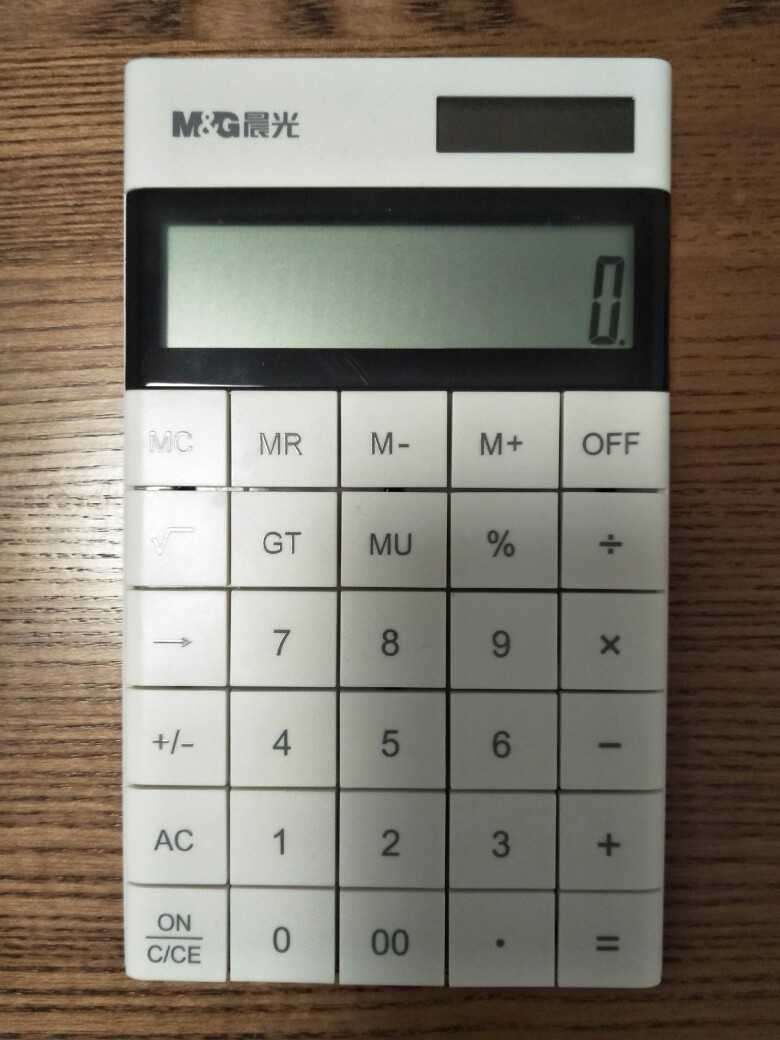 M&G晨光
0.
MC MR M- M+ OFF
√ GT MU % ÷
→ 7 8 9 ×
+/- 4 5 6 -
AC 1 2 3 +
ON
C/CE 0 00 · =